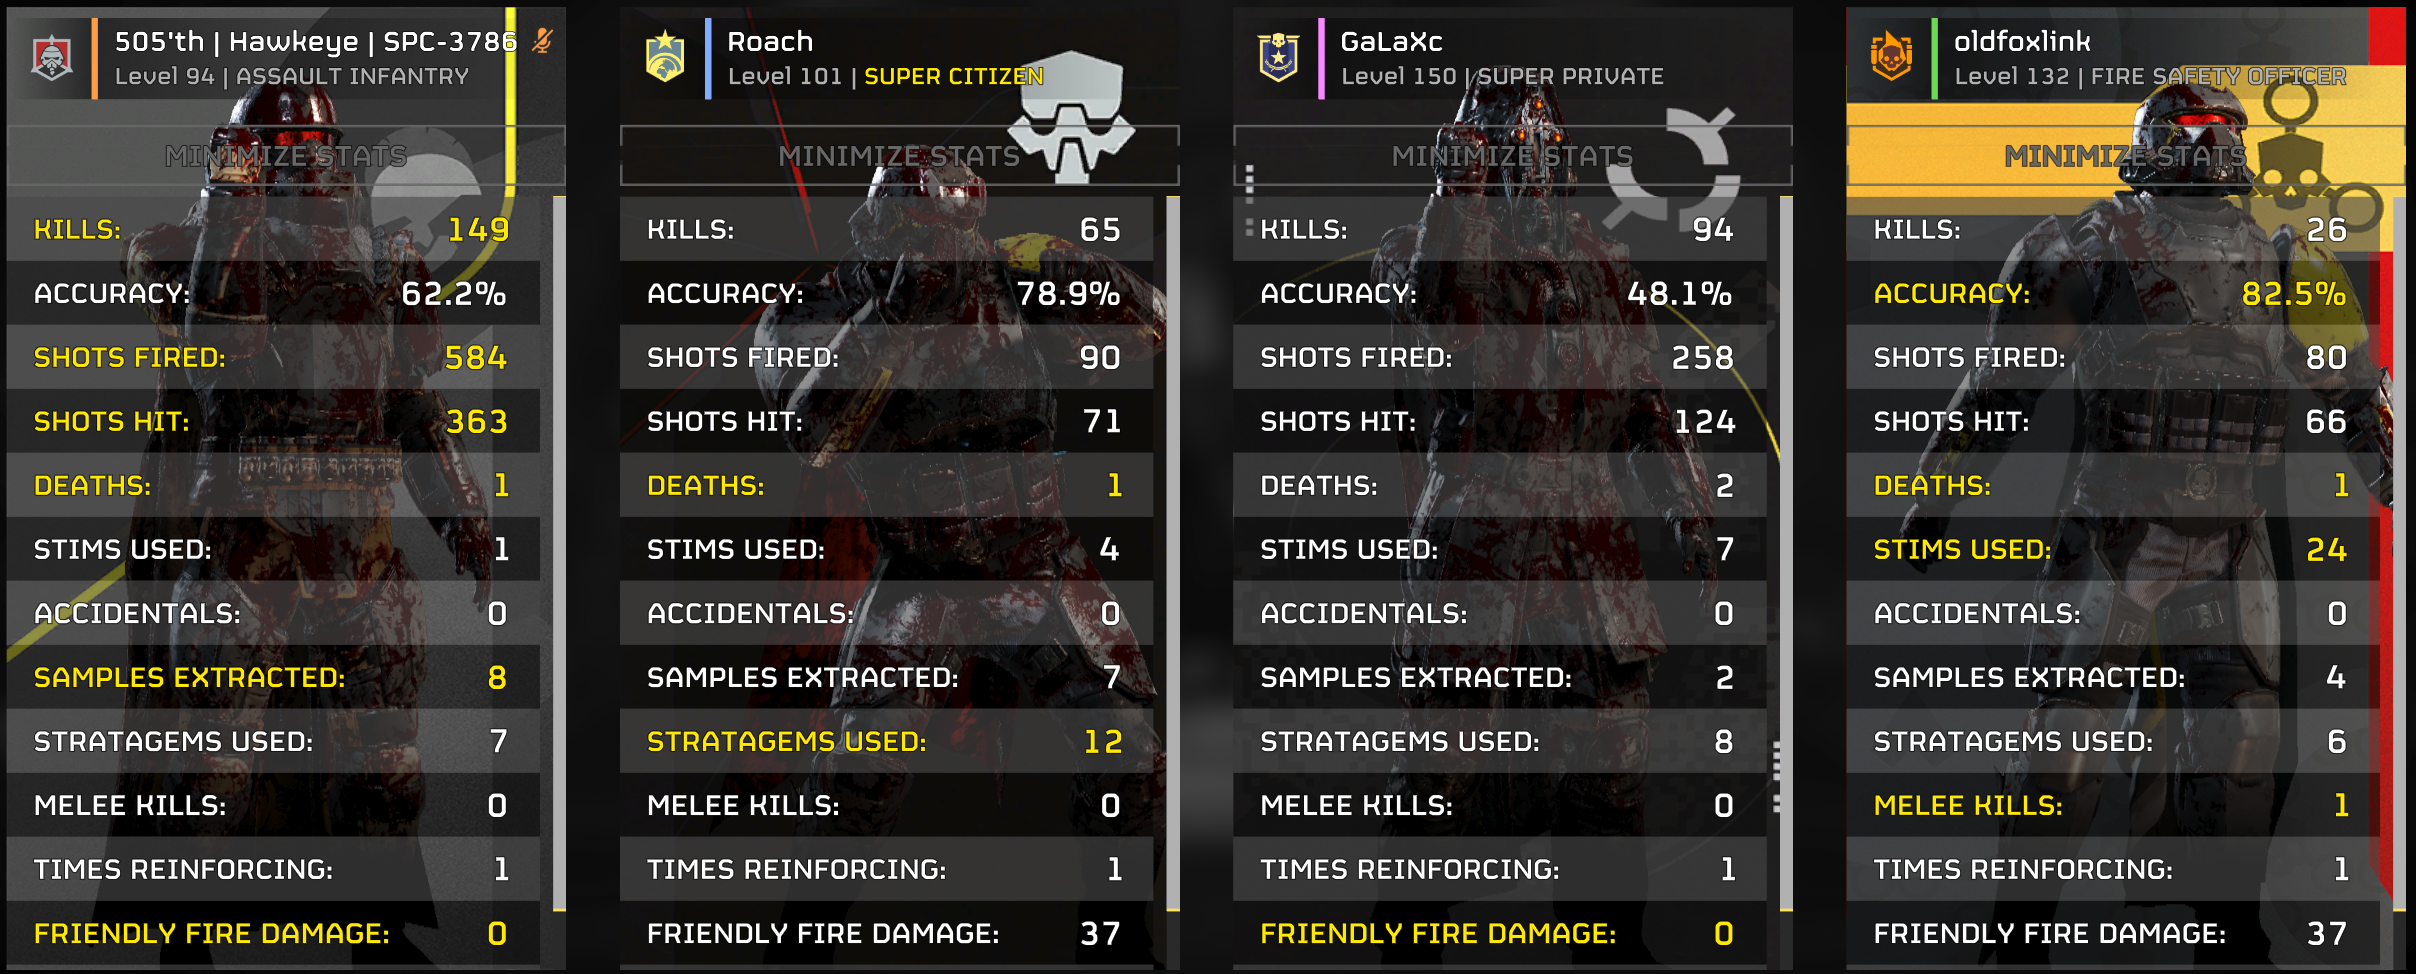 505'th | Hawkeye | SPC-3786
Level 94 | ASSAULT INFANTRY
MINIMIZE STATS
KILLS: 149
ACCURACY: 62.2%
SHOTS FIRED: 584
SHOTS HIT: 363
DEATHS: 1
STIMS USED: 1
ACCIDENTALS: 0
SAMPLES EXTRACTED: 8
STRATAGEMS USED: 7
MELEE KILLS: 0
TIMES REINFORCING: 1
FRIENDLY FIRE DAMAGE: 0
Roach
Level 101 | SUPER CITIZEN
MINIMIZE STATS
KILLS: 65
ACCURACY: 78.9%
SHOTS FIRED: 90
SHOTS HIT: 71
DEATHS: 1
STIMS USED: 4
ACCIDENTALS: 0
SAMPLES EXTRACTED: 7
STRATAGEMS USED: 12
MELEE KILLS: 0
TIMES REINFORCING: 1
FRIENDLY FIRE DAMAGE: 37
GaLaXc
Level 150 | SUPER PRIVATE
MINIMIZE STATS
KILLS: 94
ACCURACY: 48.1%
SHOTS FIRED: 258
SHOTS HIT: 124
DEATHS: 2
STIMS USED: 7
ACCIDENTALS: 0
SAMPLES EXTRACTED: 2
STRATAGEMS USED: 8
MELEE KILLS: 0
TIMES REINFORCING: 1
FRIENDLY FIRE DAMAGE: 0
oldfoxlink
Level 132 | FIRE SAFETY OFFICER
MINIMIZE STATS
KILLS: 26
ACCURACY: 82.5%
SHOTS FIRED: 80
SHOTS HIT: 66
DEATHS: 1
STIMS USED: 24
ACCIDENTALS: 0
SAMPLES EXTRACTED: 4
STRATAGEMS USED: 6
MELEE KILLS: 1
TIMES REINFORCING: 1
FRIENDLY FIRE DAMAGE: 37